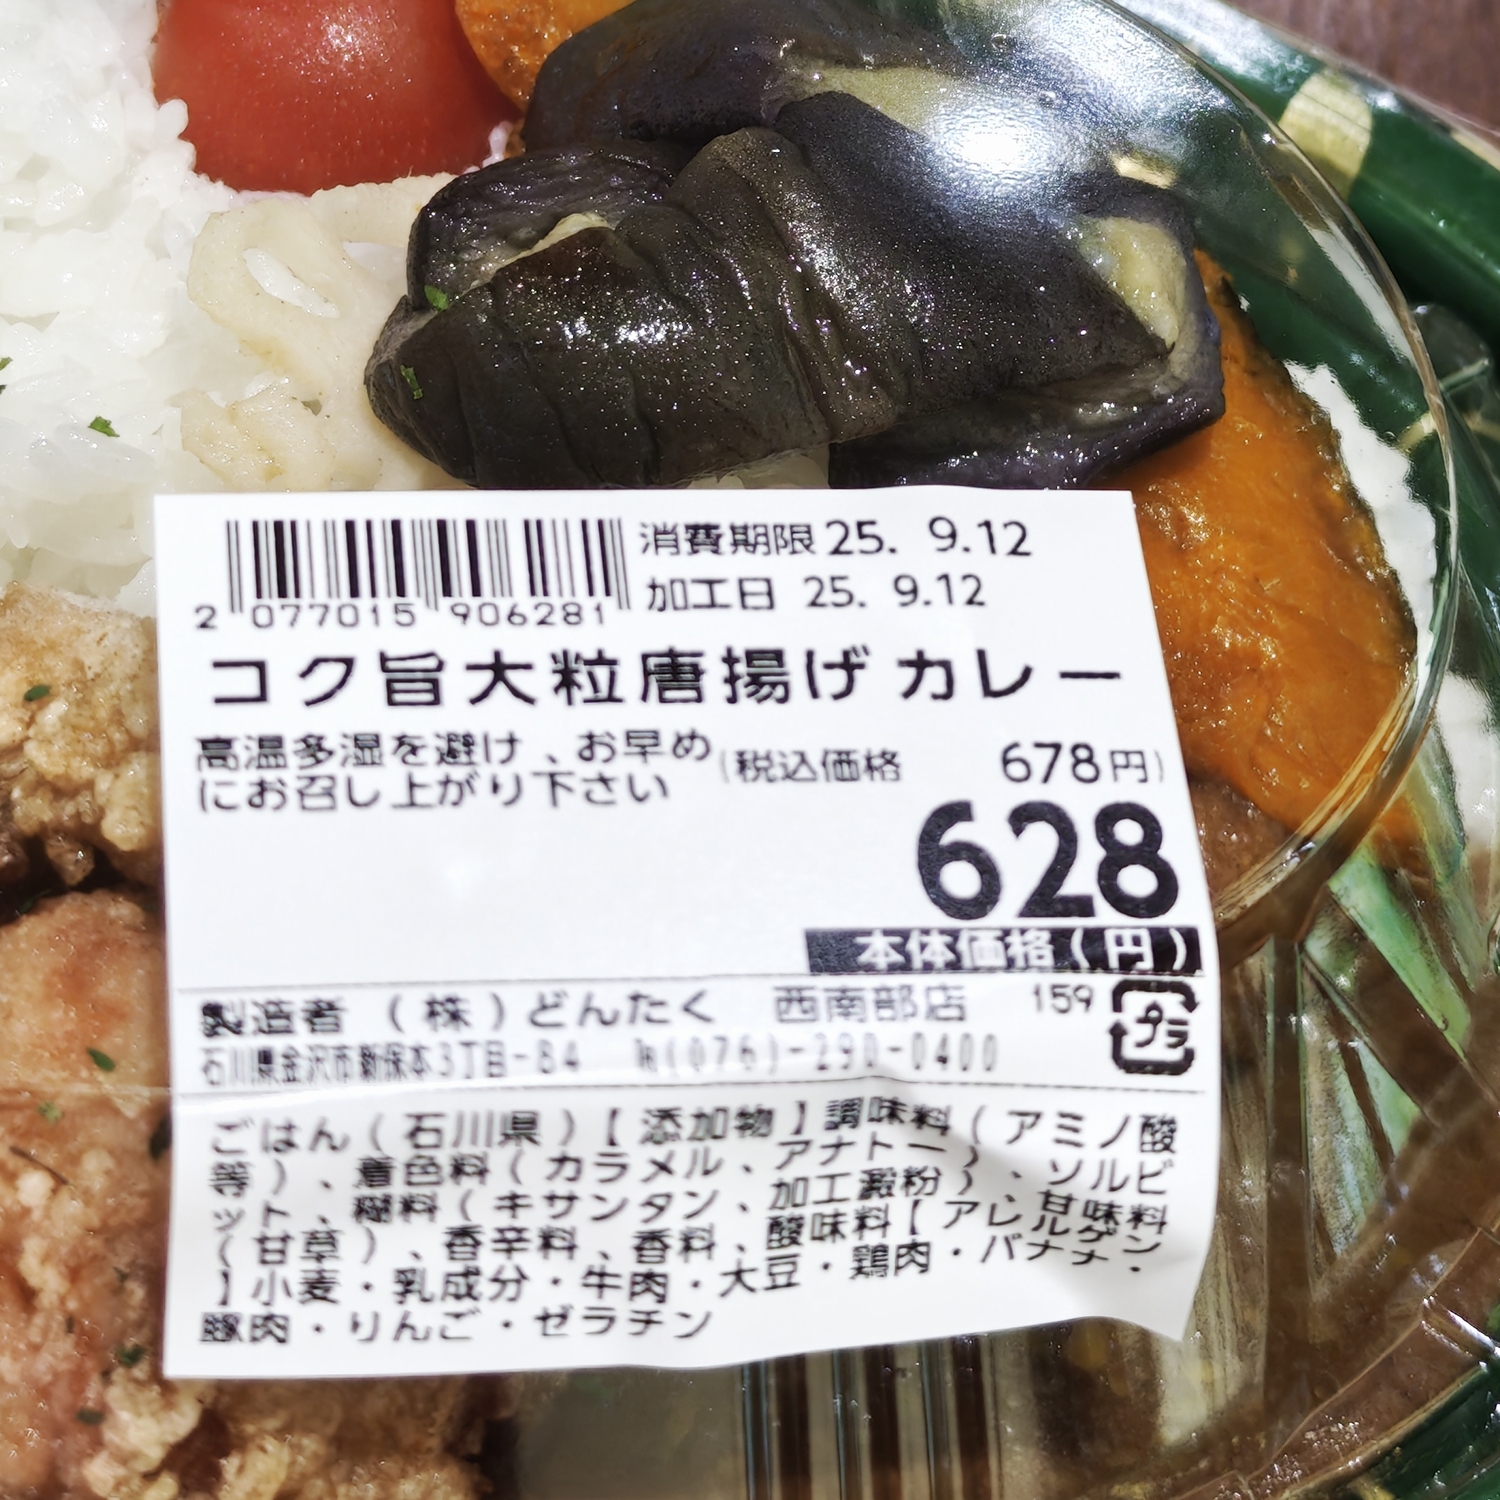 消費期限 25. 9.12
加工日 25. 9.12
2 077015 906281
コク旨大粒唐揚げカレー
高温多湿を避け、お早め
にお召し上がり下さい
(税込価格 678円)
628
本体価格(円)
製造者 (株)どんたく 西南部店 159
プラ
石川県金沢市新保本3丁目-84 ℡(076)-290-0400
ごはん(石川県)【添加物】調味料(アミノ酸
等)、着色料(カラメル、アナトー)、ソルビ
ット、糊料(キサンタン、加工澱粉)、甘味料
(甘草)、香辛料、香料、酸味料【アレルゲン
】小麦・乳成分・牛肉・大豆・鶏肉・バナナ・
豚肉・りんご・ゼラチン